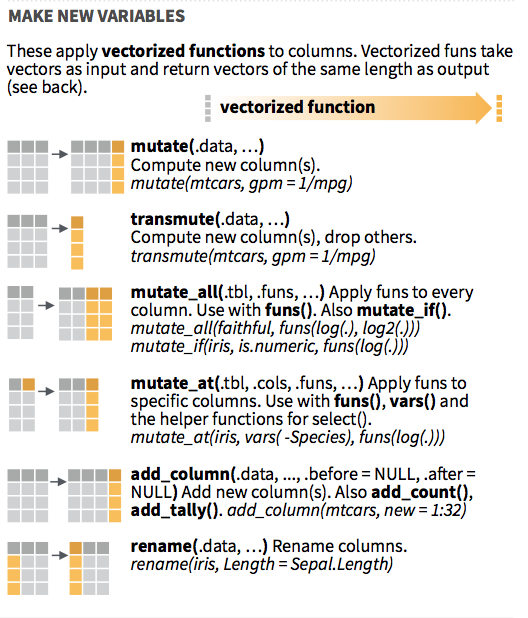 MAKE NEW VARIABLES
These apply vectorized functions to columns. Vectorized funs take
vectors as input and return vectors of the same length as output
(see back).
vectorized function
mutate(.data, …)
Compute new column(s).
mutate(mtcars, gpm = 1/mpg)
transmute(.data, …)
Compute new column(s), drop others.
transmute(mtcars, gpm = 1/mpg)
mutate_all(.tbl, .funs, …) Apply funs to every
column. Use with funs(). Also mutate_if().
mutate_all(faithful, funs(log(.), log2(.)))
mutate_if(iris, is.numeric, funs(log(.)))
mutate_at(.tbl, .cols, .funs, …) Apply funs to
specific columns. Use with funs(), vars() and
the helper functions for select().
mutate_at(iris, vars( -Species), funs(log(.)))
add_column(.data, ..., .before = NULL, .after =
NULL) Add new column(s). Also add_count(),
add_tally(). add_column(mtcars, new = 1:32)
rename(.data, …) Rename columns.
rename(iris, Length = Sepal.Length)